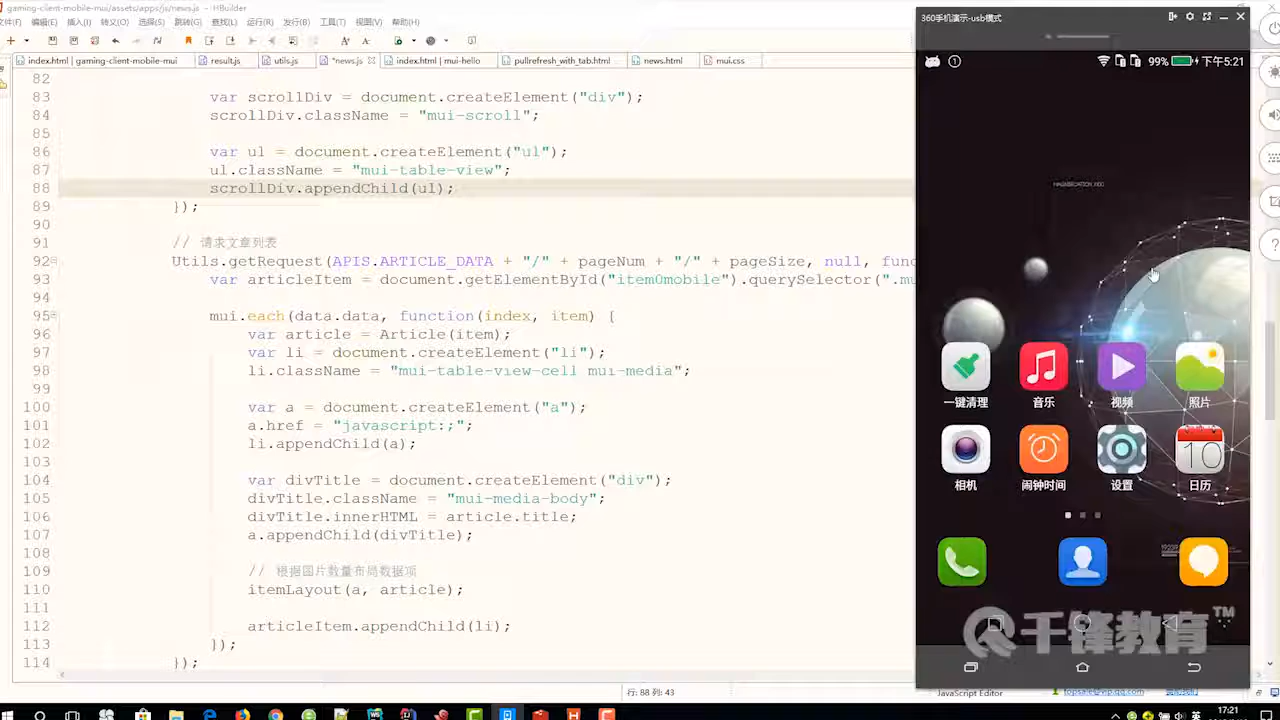 gaming-client-mobile-mui/assets/apps/js/news.js - HBuilder
文件(F) 编辑(E) 插入(I) 转义(O) 选择(S) 跳转(G) 查找(L) 运行(R) 发行(B) 工具(T) 视图(V) 帮助(H)
index.html | gaming-client-mobile-mui result.js utils.js *news.js index.html | mui-hello pullrefresh_with_tab.html news.html mui.css
82
83 var scrollDiv = document.createElement("div");
84 scrollDiv.className = "mui-scroll";
85
86 var ul = document.createElement("ul");
87 ul.className = "mui-table-view";
88 scrollDiv.appendChild(ul);
89 });
90
91 // 请求文章列表
92 Utils.getRequest(APIS.ARTICLE_DATA + "/" + pageNum + "/" + pageSize, null, func
93 var articleItem = document.getElementById("item0mobile").querySelector(".mu
94
95 mui.each(data.data, function(index, item) {
96 var article = Article(item);
97 var li = document.createElement("li");
98 li.className = "mui-table-view-cell mui-media";
99
100 var a = document.createElement("a");
101 a.href = "javascript:;";
102 li.appendChild(a);
103
104 var divTitle = document.createElement("div");
105 divTitle.className = "mui-media-body";
106 divTitle.innerHTML = article.title;
107 a.appendChild(divTitle);
108
109 // 根据图片数量布局数据项
110 itemLayout(a, article);
111
112 articleItem.appendChild(li);
113 });
114 });
行: 88 列: 43
JavaScript Editor
topsale@vip.qq.com
360手机演示-usb模式
99% 下午5:21
一键清理 音乐 视频 照片
10
相机 闹钟时间 设置 日历
千锋教育™
英 17:21